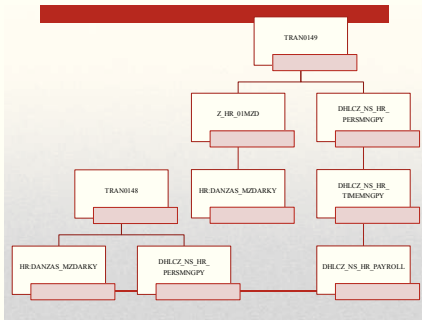 TRAN0149
Z_HR_01MZD
DHLCZ_NS_HR_
PERSMNGPY
TRAN0148
HR:DANZAS_MZDARKY
DHLCZ_NS_HR_
TIMEMNGPY
HR:DANZAS_MZDARKY
DHLCZ_NS_HR_
PERSMNGPY
DHLCZ_NS_HR_PAYROLL